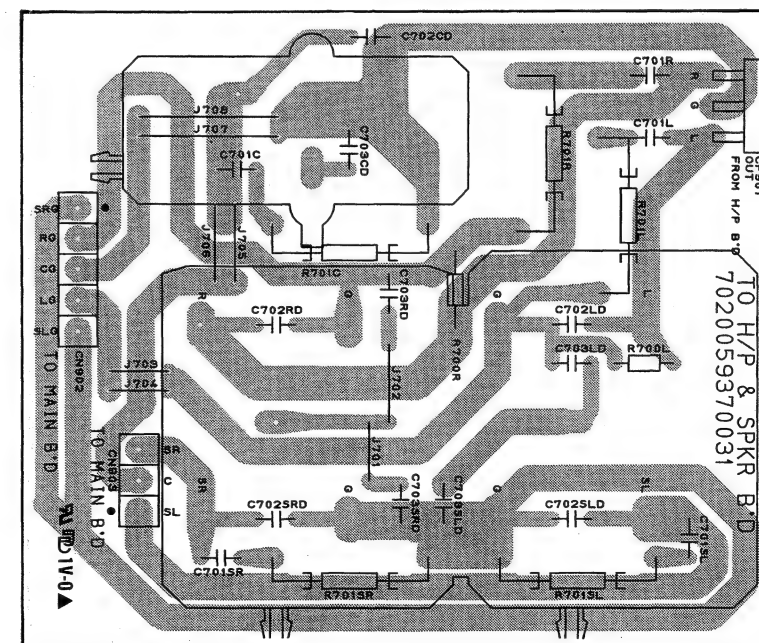 C702CD
C701R
R
G
J708
J707
C701C
C703CD
R701R
C701L
L
OUT
FROM H/P B'D
SRG
RG
CG
LG
SLG
CN902
TO MAIN B'D
J706
J705
R701C
R701L
R
C702RD
G
C703RD
R700R
G
C702LD
L
C703LD
R700L
J703
J704
J702
J701
TO H/P & SPKR B'D
7020059370031
SR
C
SL
CN903
TO MAIN B'D
SR
C702SRD
G
C703SRD
C703SLD
G
C702SLD
SL
C701SL
C701SR
R701SR
R701SL
1V-0